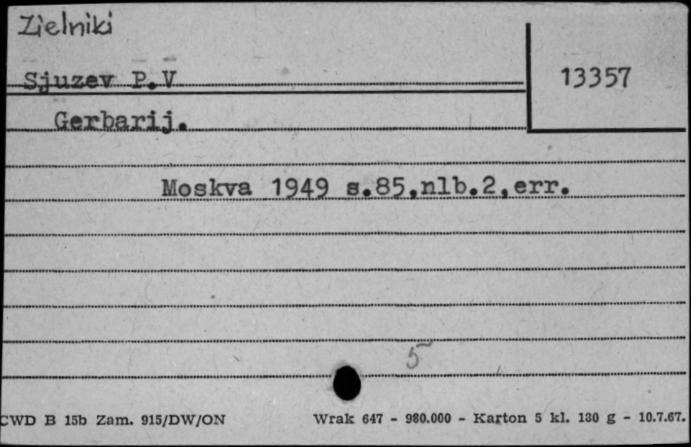 Zielniki
Sjuzev P.V
13357
Gerbarij.
Moskva 1949 s.85,nlb.2,err.
5
CWD B 15b Zam. 915/DW/ON
Wrak 647 - 980.000 - Karton 5 kl. 130 g - 10.7.67.